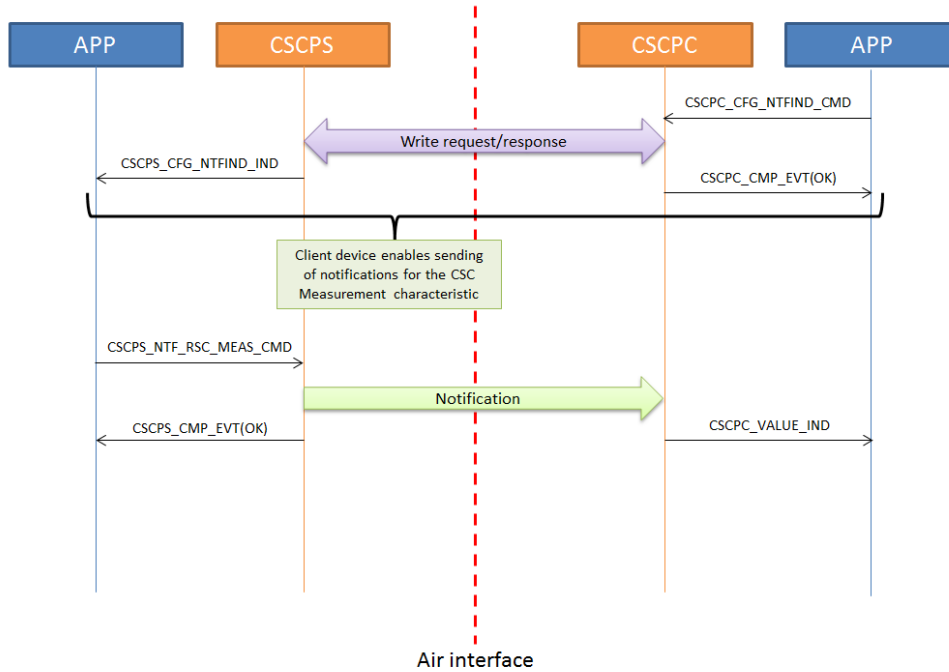 APP
CSCPS
CSCPC
APP
CSCPC_CFG_NTFIND_CMD
Write request/response
CSCPS_CFG_NTFIND_IND
CSCPC_CMP_EVT(OK)
Client device enables sending
of notifications for the CSC
Measurement characteristic
CSCPS_NTF_RSC_MEAS_CMD
Notification
CSCPS_CMP_EVT(OK)
CSCPC_VALUE_IND
Air interface